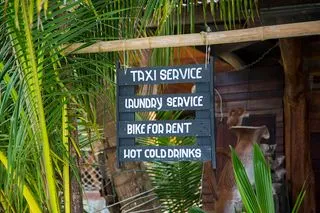 TAXI SERVICE
LAUNDRY SERVICE
BIKE FOR RENT
HOT COLD DRINKS